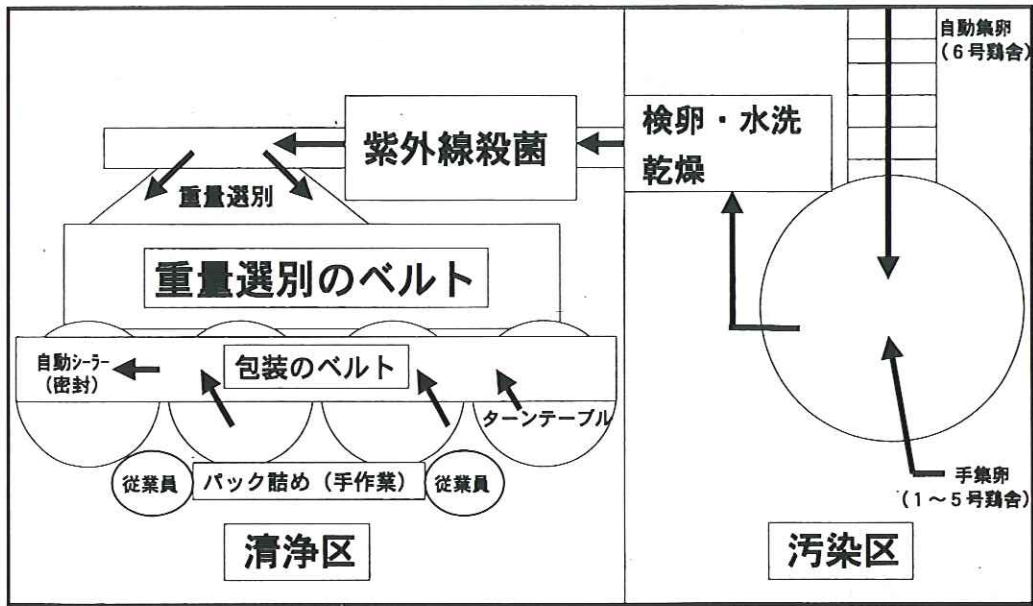 自動集卵
(6号鶏舎)
検卵・水洗
乾燥
紫外線殺菌
重量選別
重量選別のベルト
自動シーラー
(密封)
包装のベルト
ターンテーブル
従業員
パック詰め(手作業)
従業員
手集卵
(1～5号鶏舎)
清浄区
汚染区